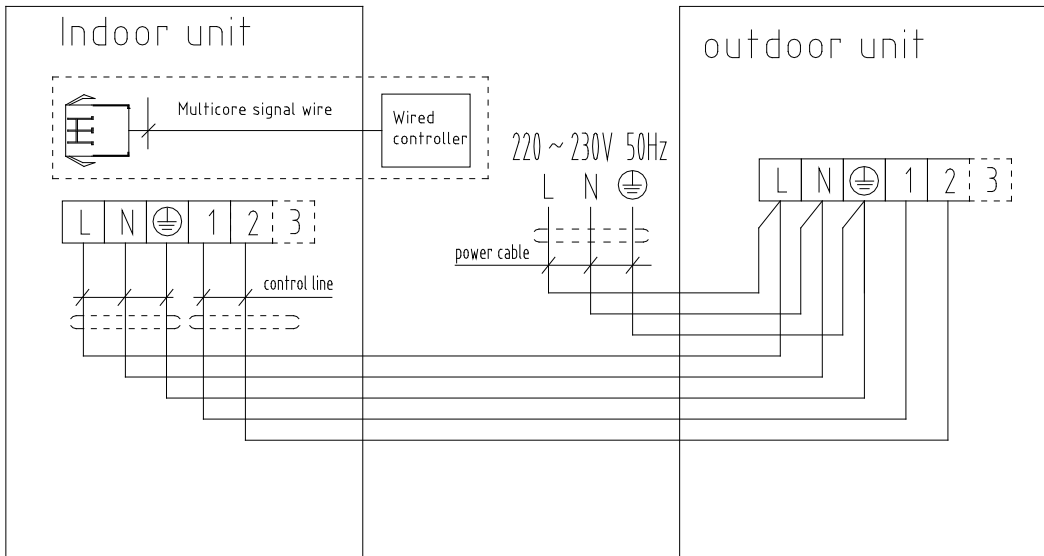 Indoor unit
outdoor unit
Multicore signal wire
Wired
controller
220 ~ 230V 50Hz
L N
L N 1 2 3
L N 1 2 3
power cable
control line